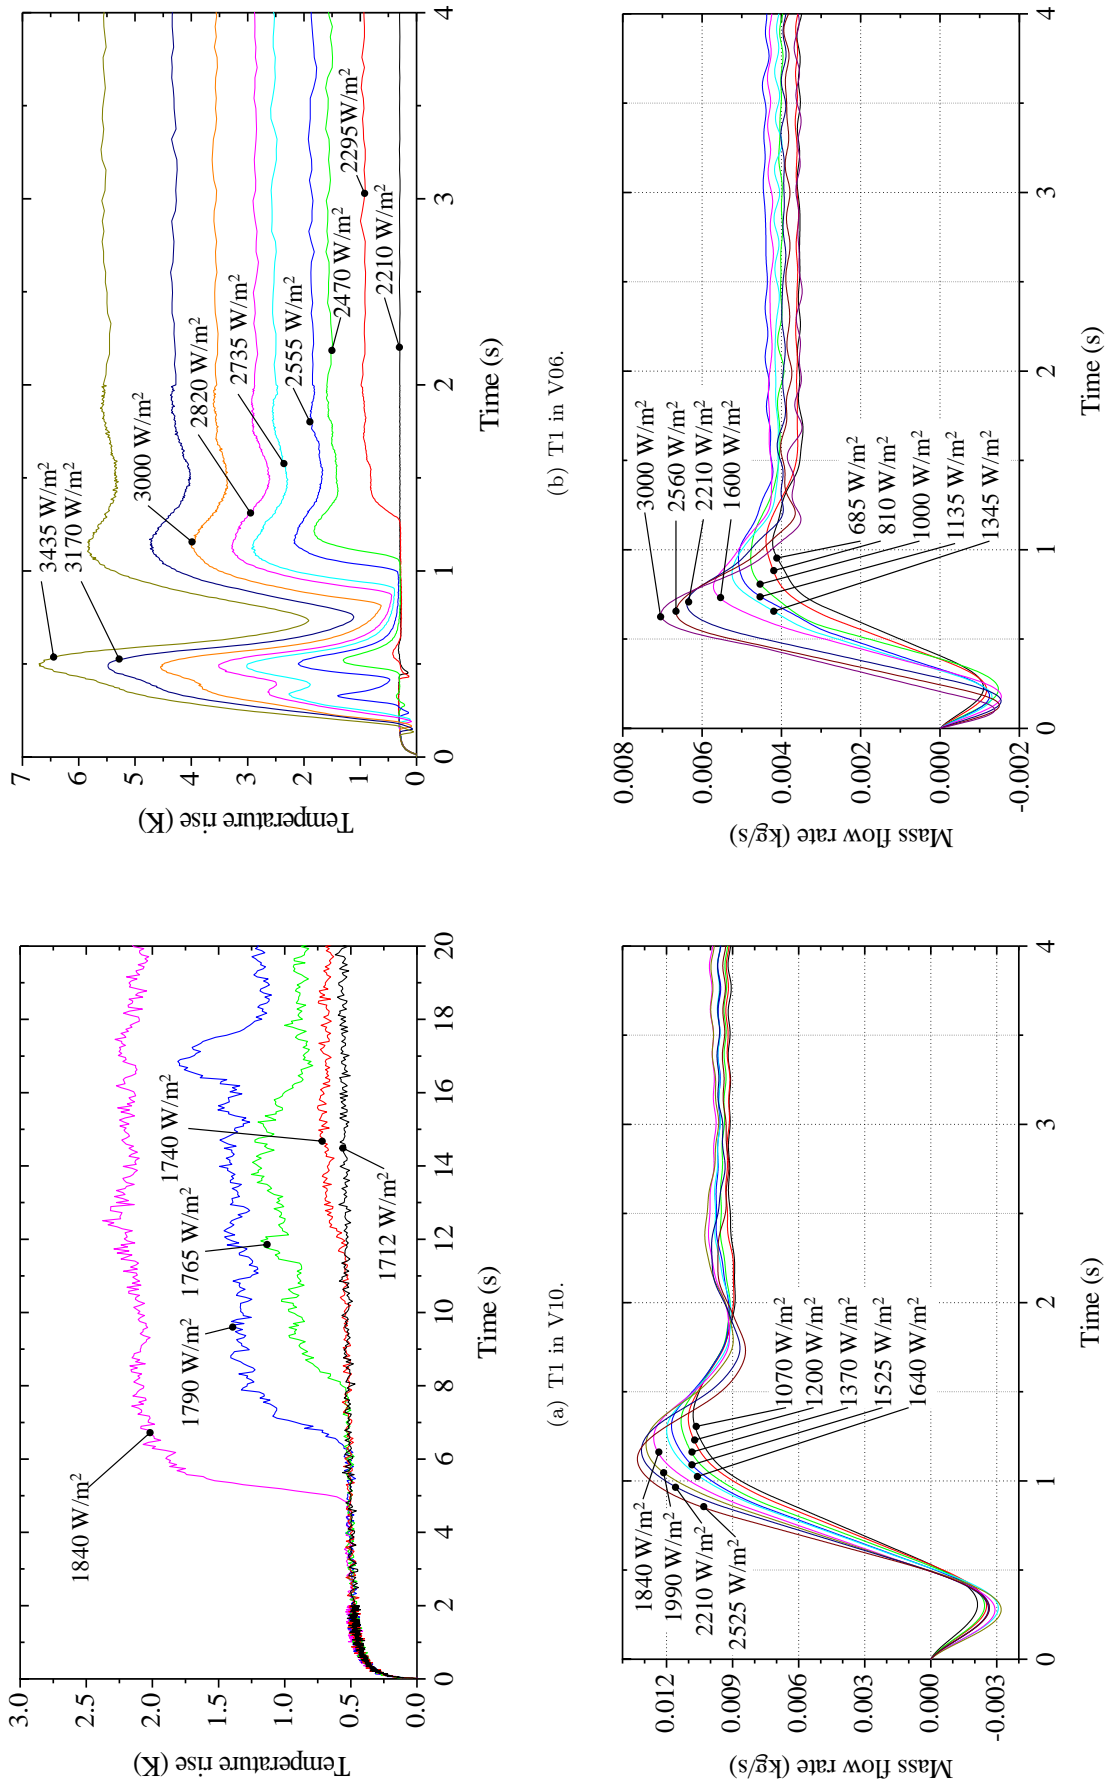 3.0
2.5
2.0
1.5
1.0
0.5
Temperature rise (K)
0
2
4
6
8
10
12
14
16
18
20
Time (s)
1840 W/m²
1790 W/m²
1765 W/m²
1740 W/m²
1712 W/m²
0.012
0.009
0.006
0.003
0.000
-0.003
Mass flow rate (kg/s)
0
1
2
3
4
Time (s)
1840 W/m²
1990 W/m²
2210 W/m²
2525 W/m²
1070 W/m²
1200 W/m²
1370 W/m²
1525 W/m²
1640 W/m²
(a) T1 in V10.
7
6
5
4
3
2
1
0
Temperature rise (K)
0
1
2
3
4
Time (s)
3435 W/m²
3170 W/m²
3000 W/m²
2820 W/m²
2735 W/m²
2555 W/m²
2470 W/m²
2295W/m²
2210 W/m²
0.008
0.006
0.004
0.002
0.000
-0.002
Mass flow rate (kg/s)
0
1
2
3
4
Time (s)
3000 W/m²
2560 W/m²
2210 W/m²
1600 W/m²
685 W/m²
810 W/m²
1000 W/m²
1135 W/m²
1345 W/m²
(b) T1 in V06.